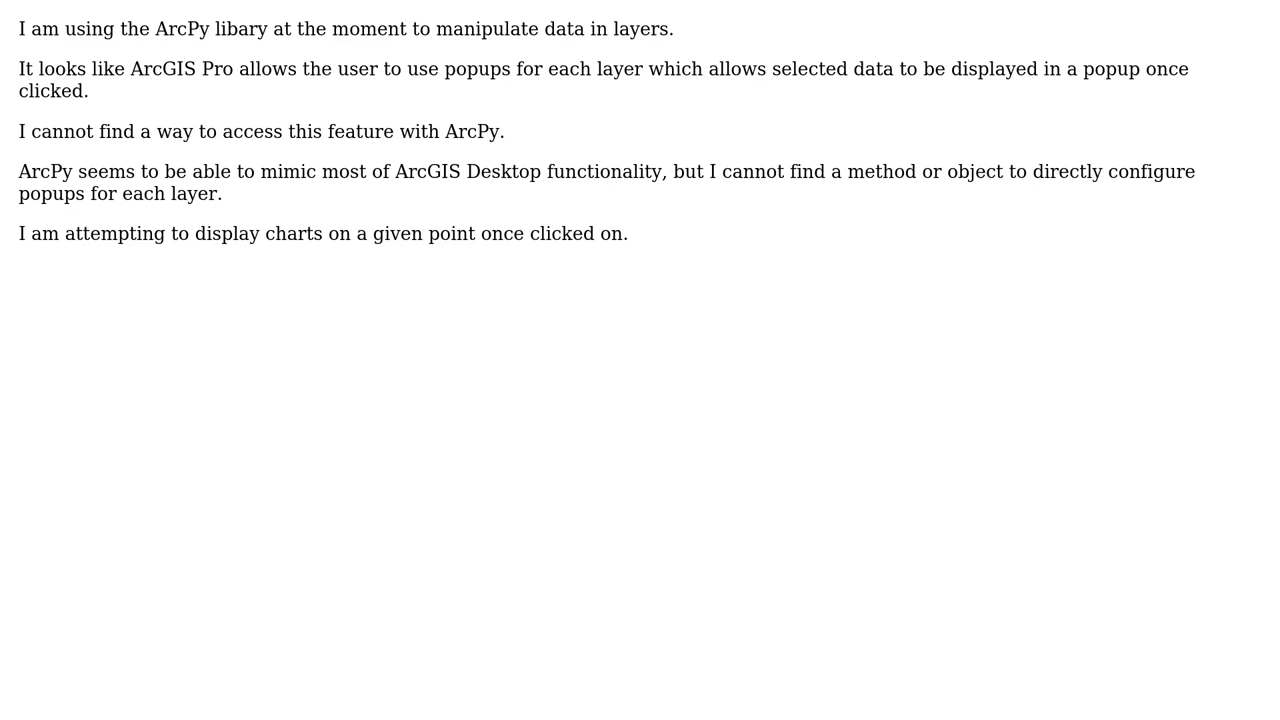 I am using the ArcPy libary at the moment to manipulate data in layers.
It looks like ArcGIS Pro allows the user to use popups for each layer which allows selected data to be displayed in a popup once
clicked.
I cannot find a way to access this feature with ArcPy.
ArcPy seems to be able to mimic most of ArcGIS Desktop functionality, but I cannot find a method or object to directly configure
popups for each layer.
I am attempting to display charts on a given point once clicked on.